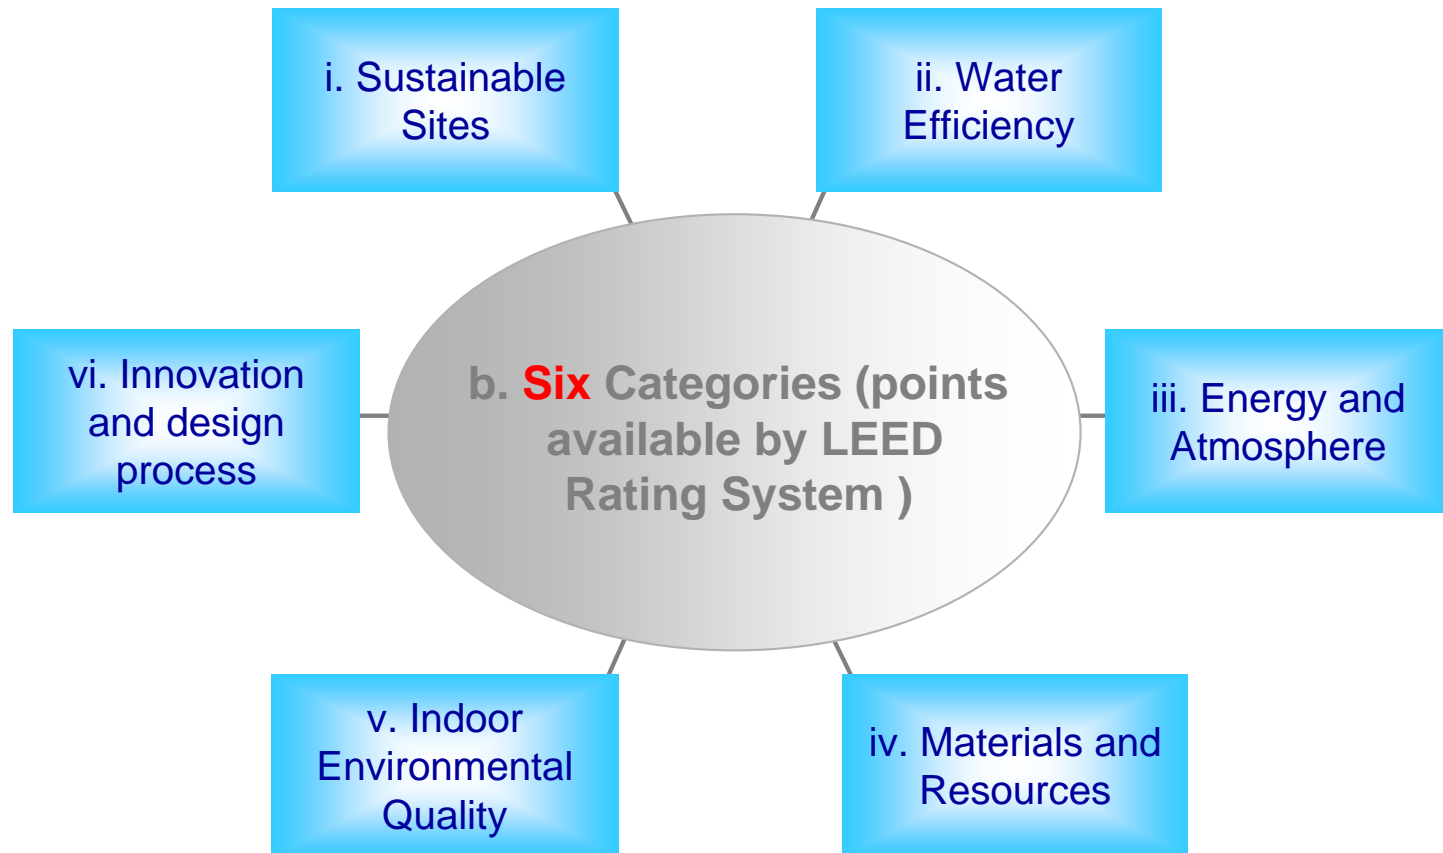 i. Sustainable
Sites
ii. Water
Efficiency
vi. Innovation
and design
process
b. Six Categories (points
available by LEED
Rating System )
iii. Energy and
Atmosphere
v. Indoor
Environmental
Quality
iv. Materials and
Resources